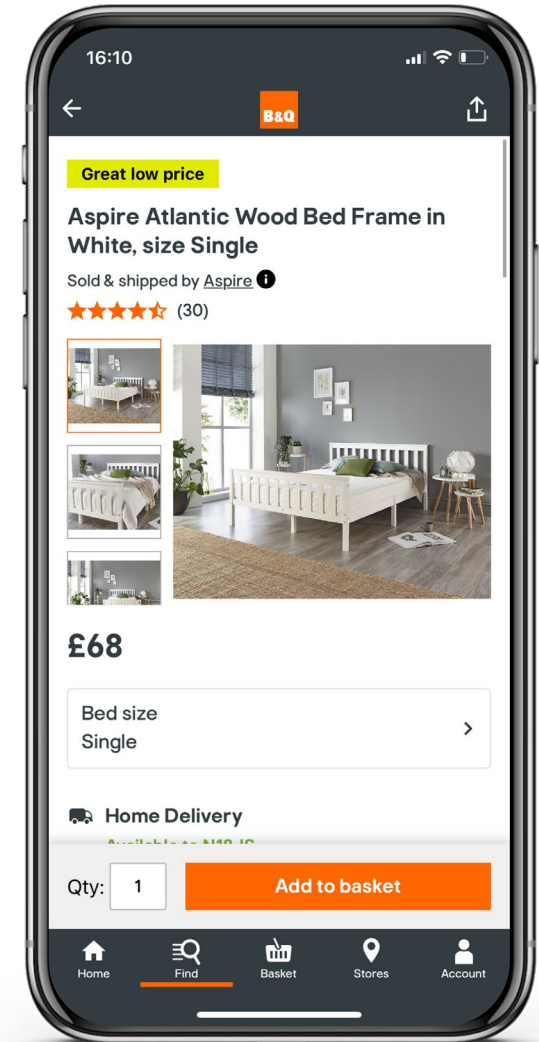 16:10
B&Q
Great low price
Aspire Atlantic Wood Bed Frame in
White, size Single
Sold & shipped by Aspire
(30)
£68
Bed size
Single
Home Delivery
Qty: 1
Add to basket
Home Find Basket Stores Account